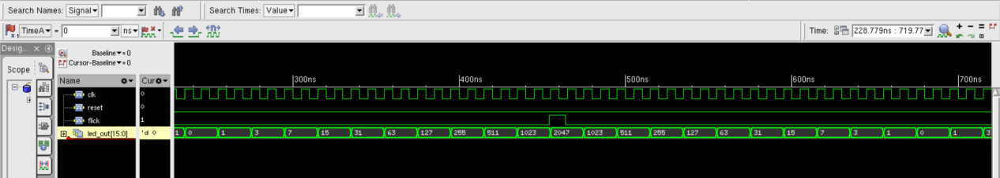 Search Names: Signal Search Times: Value
TimeA = 0 ns Time: 228.779ns : 719.77
Desig...
Baseline = 0
Cursor-Baseline = 0
Scope
Name Cur
300ns 400ns 500ns 600ns 700ns
clk 0
reset 0
flick 1
led_out[15:0] 'd 0 1 0 1 3 7 15 31 63 127 255 511 1023 2047 1023 511 255 127 63 31 15 7 3 1 0 1 3